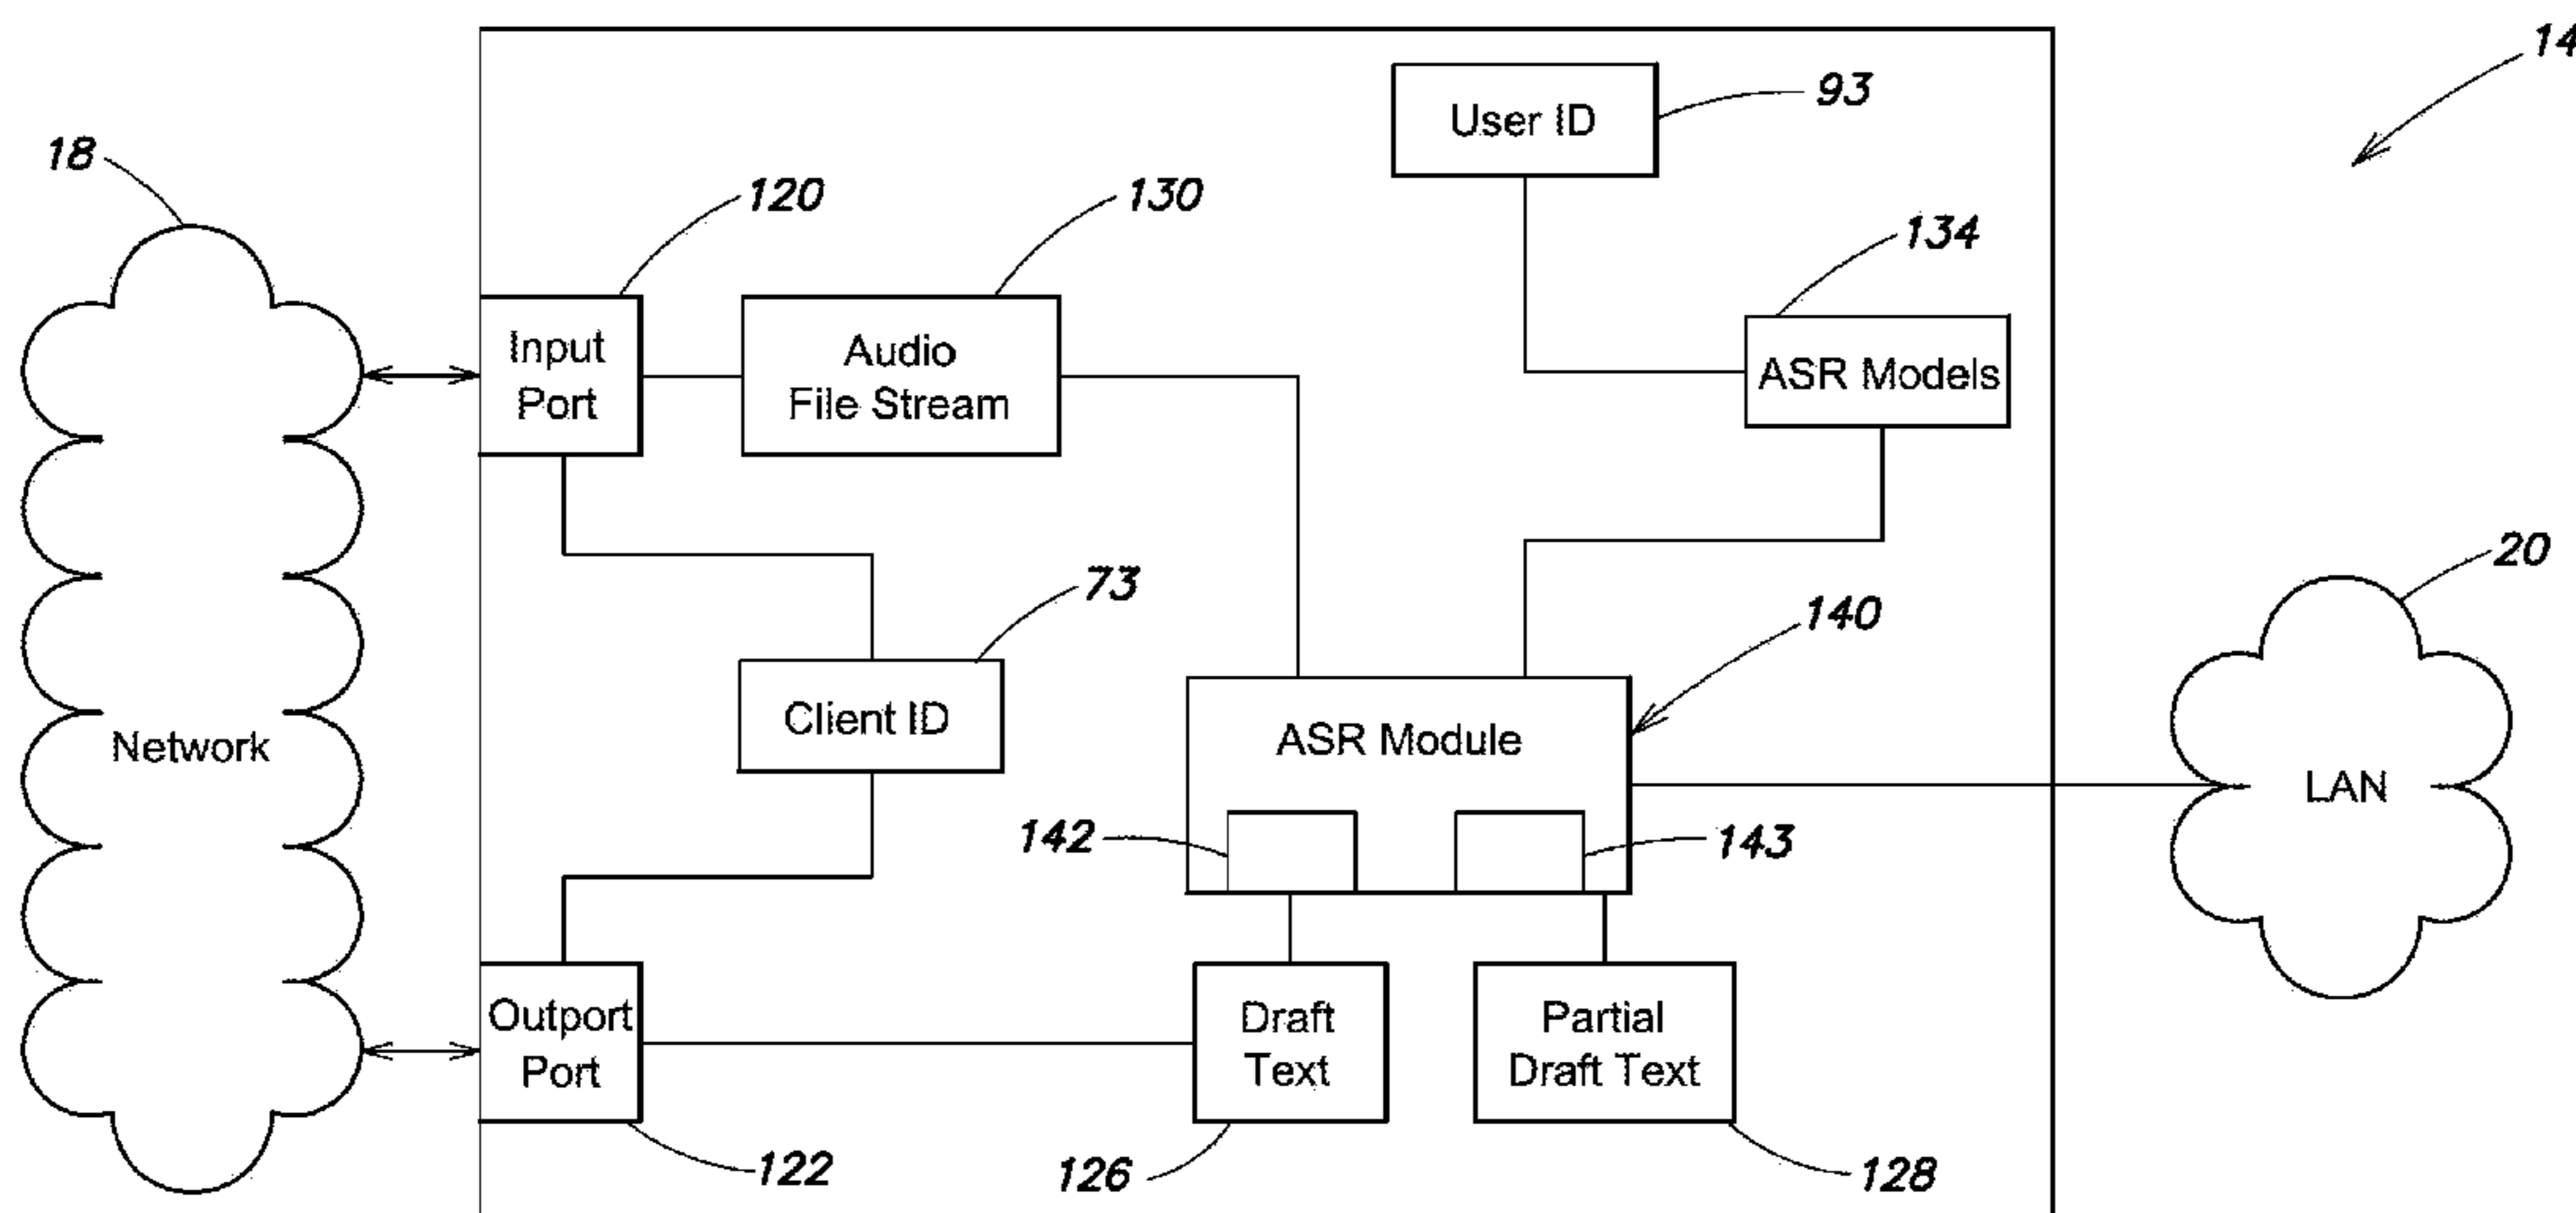 14
User ID
93
18
120
130
134
Input
Port
Audio
File Stream
ASR Models
73
20
140
Client ID
Network
ASR Module
LAN
142
143
Outport
Port
Draft
Text
Partial
Draft Text
122
126
128